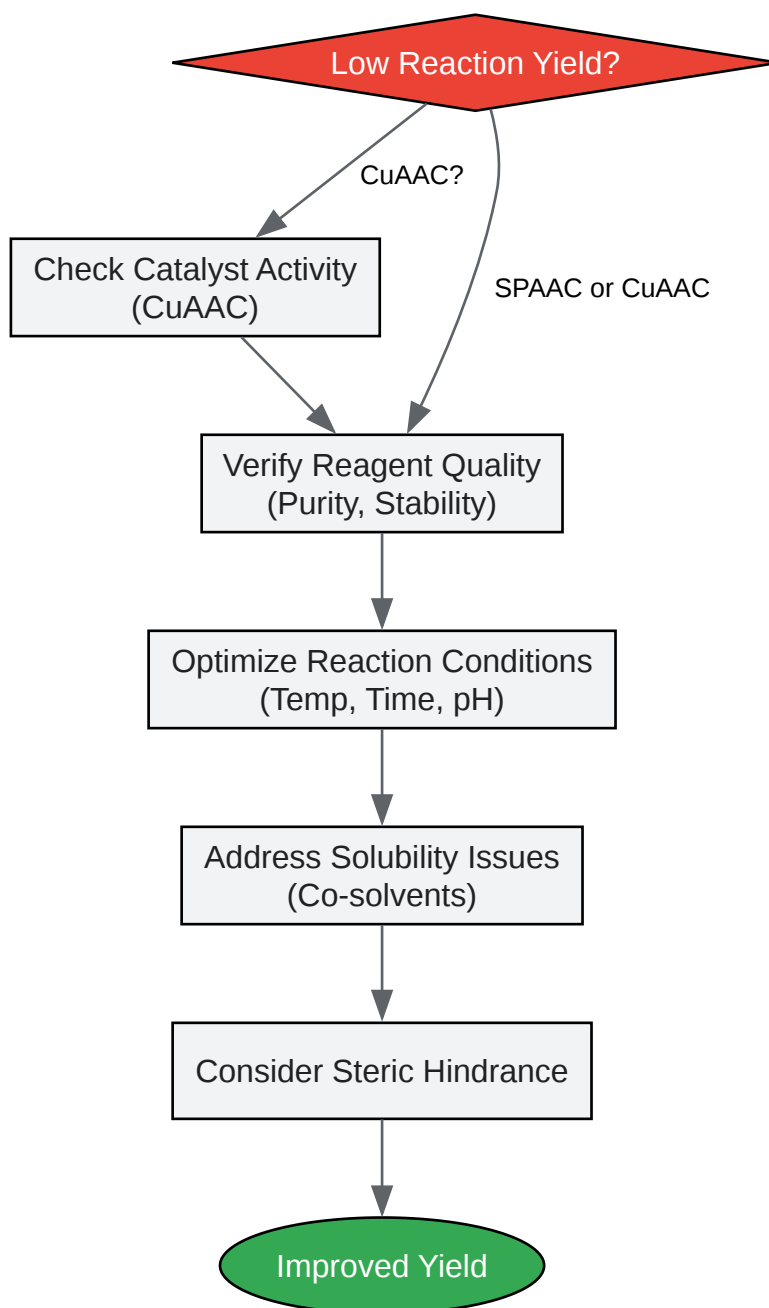 Low Reaction Yield?
CuAAC?
Check Catalyst Activity
(CuAAC)
SPAAC or CuAAC
Verify Reagent Quality
(Purity, Stability)
Optimize Reaction Conditions
(Temp, Time, pH)
Address Solubility Issues
(Co-solvents)
Consider Steric Hindrance
Improved Yield